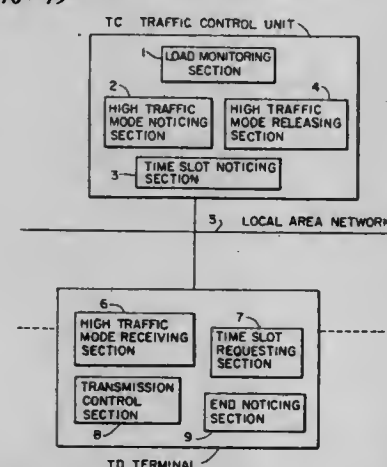 TC TRAFFIC CONTROL UNIT
1
LOAD MONITORING
SECTION
2
HIGH TRAFFIC
MODE NOTICING
SECTION
4
HIGH TRAFFIC
MODE RELEASING
SECTION
3
TIME SLOT NOTICING
SECTION
5
LOCAL AREA NETWORK
6
HIGH TRAFFIC
MODE RECEIVING
SECTION
7
TIME SLOT
REQUESTING
SECTION
TRANSMISSION
CONTROL
SECTION
8
END NOTICING
SECTION
9
TD TERMINAL